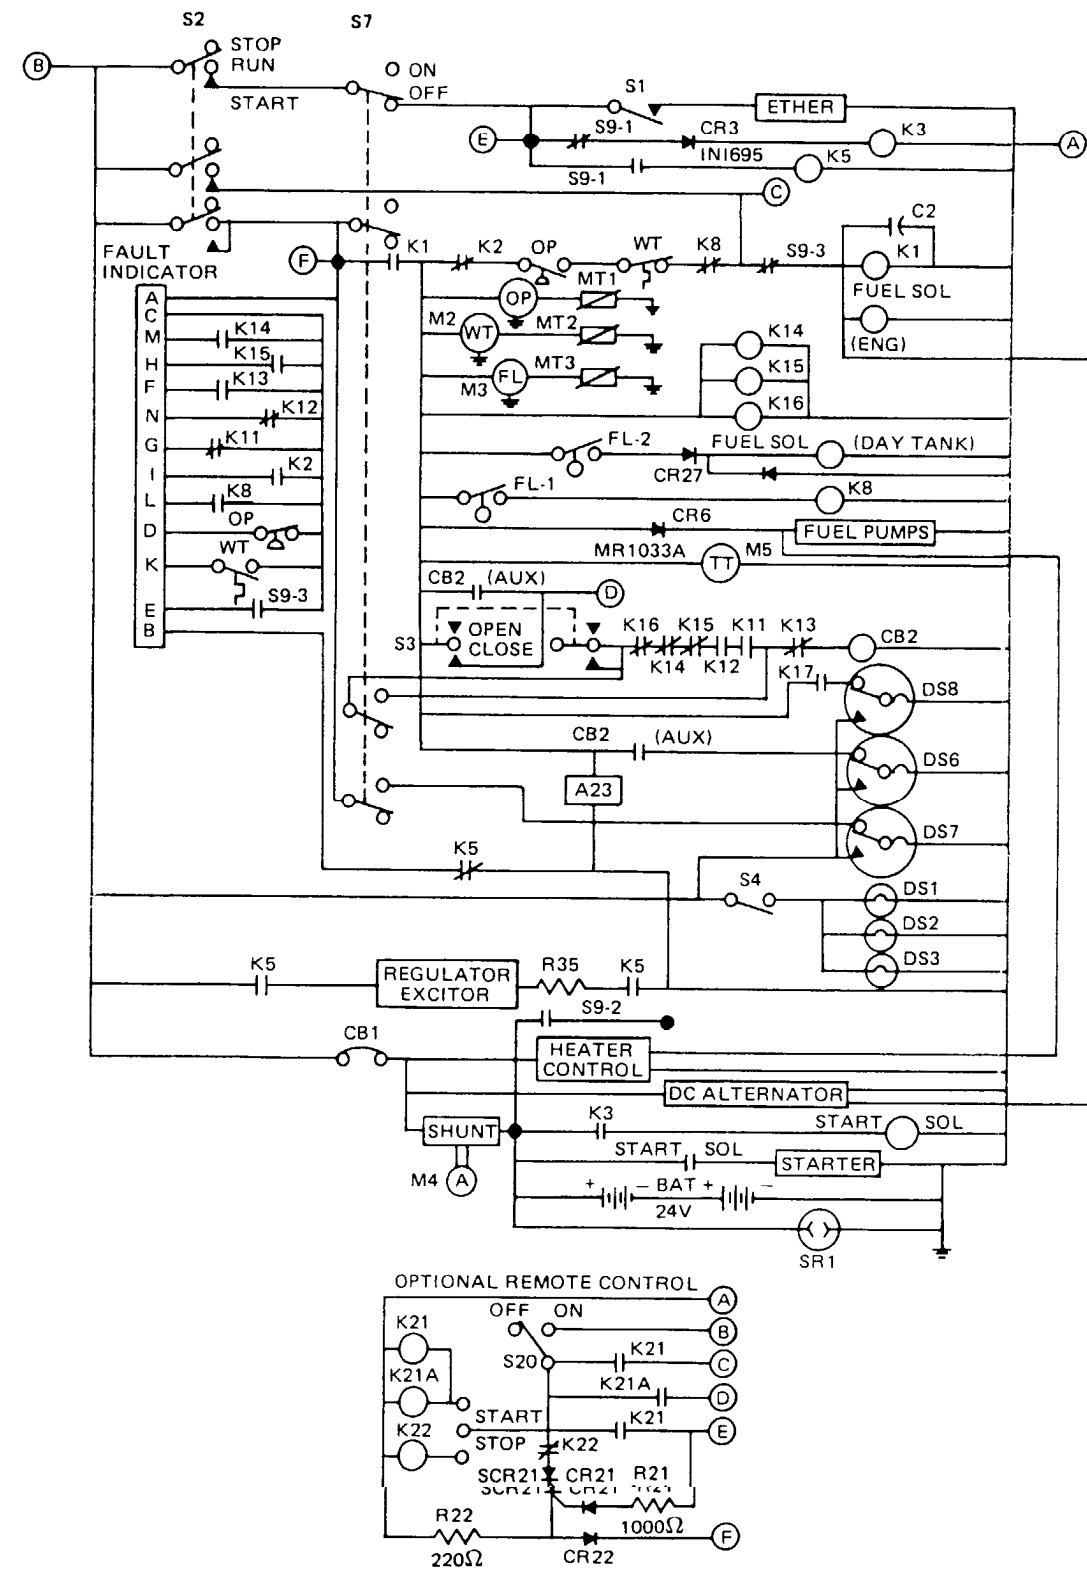 S2 S7
B STOP
RUN
START
ON
OFF
S1 ETHER
E S9-1 CR3 K3 A
INI695 K5
S9-1
C
C2
FAULT
INDICATOR
F K1 K2 OP WT K8 S9-3 K1
FUEL SOL
(ENG)
A
C
M K14
H K15
F K13
N K12
G K11
I K2
L K8
D OP
K WT
E S9-3
B
OP MT1
M2 WT MT2
M3 FL MT3
K14
K15
K16
FL-2 FUEL SOL (DAY TANK)
CR27
FL-1 K8
CR6 FUEL PUMPS
MR1033A TT M5
CB2 (AUX) D
S3 OPEN
CLOSE
K16 K15 K11 K13 CB2
K14 K12
K17 DS8
CB2 (AUX)
DS6
A23
DS7
K5
S4 DS1
DS2
DS3
K5 REGULATOR
EXCITOR
R35 K5
S9-2
CB1 HEATER
CONTROL
DC ALTERNATOR
SHUNT K3 START SOL
M4 A START SOL STARTER
+ − BAT + −
24V
SR1
OPTIONAL REMOTE CONTROL A
OFF ON
B
K21
S20 K21 C
K21A K21A D
START K21 E
K22 STOP K22
SCR21 CR21 R21
SCR21 CR21 R21
1000Ω
R22
220Ω
CR22 F